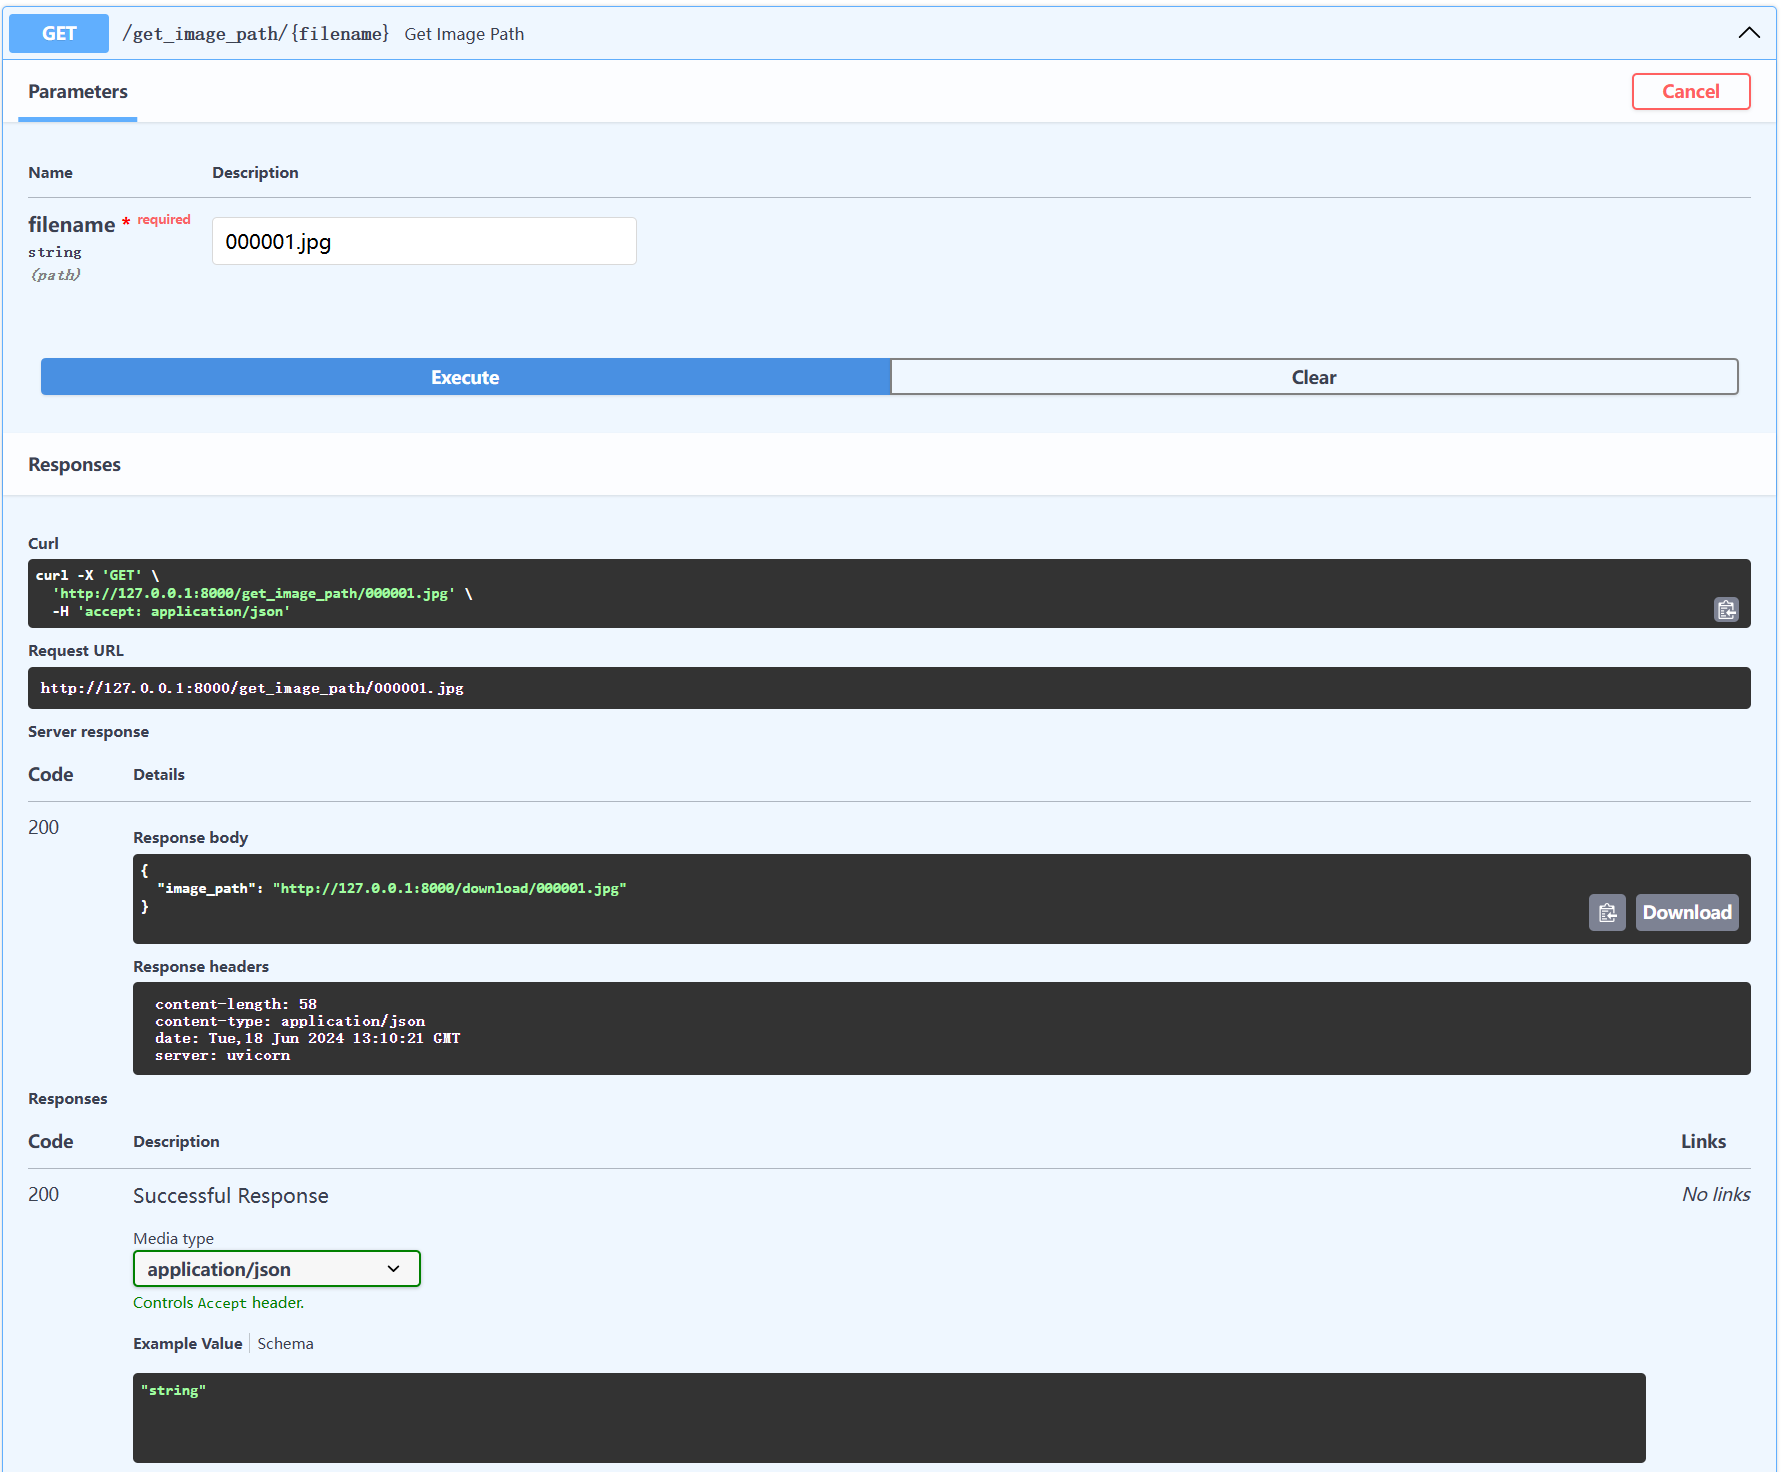 GET /get_image_path/{filename} Get Image Path
Parameters
Cancel
Name Description
filename * required
string
(path)
000001.jpg
Execute
Clear
Responses
Curl
curl -X 'GET' \
'http://127.0.0.1:8000/get_image_path/000001.jpg' \
-H 'accept: application/json'
Request URL
http://127.0.0.1:8000/get_image_path/000001.jpg
Server response
Code Details
200
Response body
{
"image_path": "http://127.0.0.1:8000/download/000001.jpg"
}
Download
Response headers
content-length: 58
content-type: application/json
date: Tue,18 Jun 2024 13:10:21 GMT
server: uvicorn
Responses
Code Description Links
200 Successful Response No links
Media type
application/json
Controls Accept header.
Example Value Schema
"string"